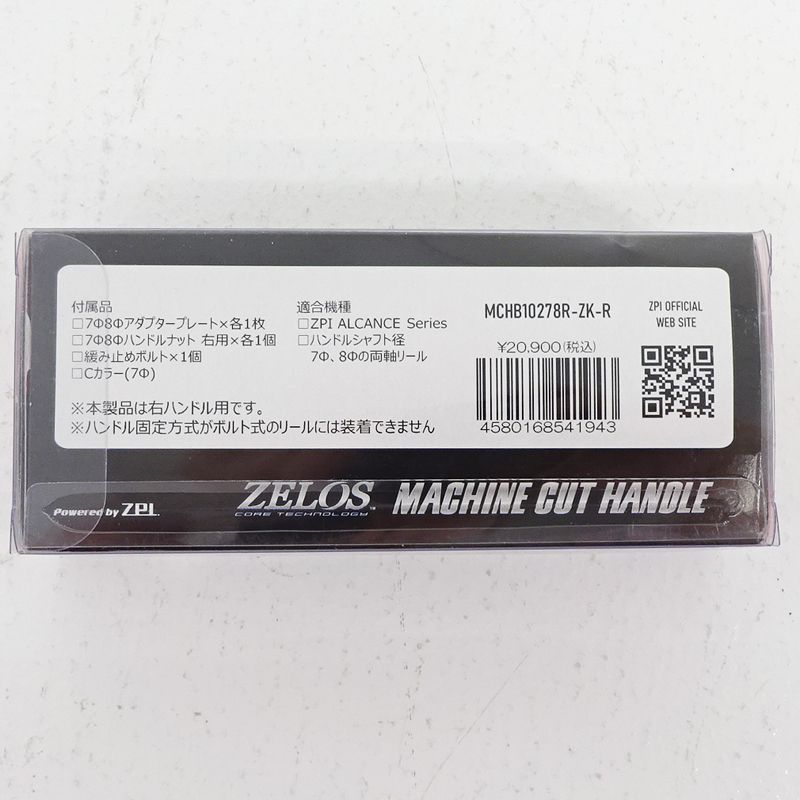 付属品
□7Φ8Φアダプタープレート×各1枚
□7Φ8Φハンドルナット 右用×各1個
□緩み止めボルト×1個
□Cカラー(7Φ)
適合機種
□ZPI ALCANCE Series
□ハンドルシャフト径
7Φ、8Φの両軸リール
※本製品は右ハンドル用です。
※ハンドル固定方式がボルト式のリールには装着できません
MCHB10278R-ZK-R
¥20,900(税込)
4580168541943
ZPI OFFICIAL
WEB SITE
Powered by ZPI.
ZELOS™
CORE TECHNOLOGY
MACHINE CUT HANDLE